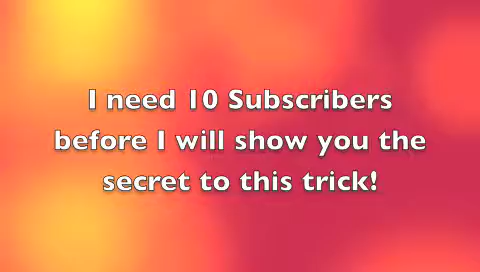 I need 10 Subscribers
before I will show you the
secret to this trick!